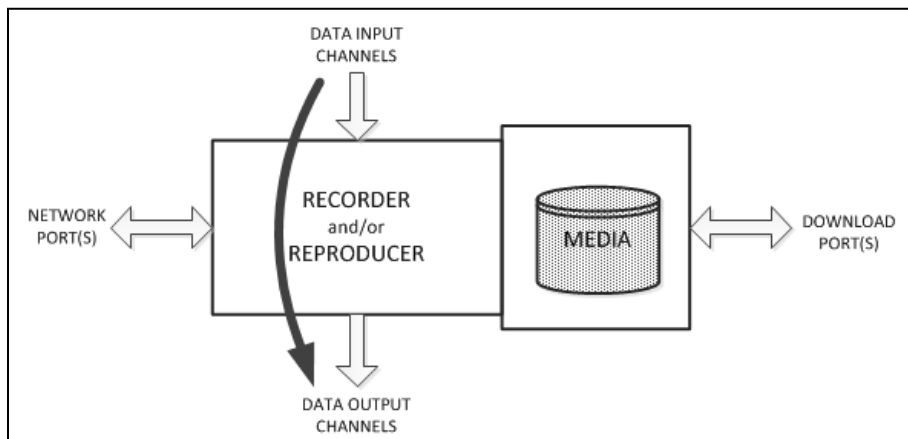 DATA INPUT
CHANNELS
NETWORK
PORT(S)
RECORDER
and/or
REPRODUCER
MEDIA
DOWNLOAD
PORT(S)
DATA OUTPUT
CHANNELS